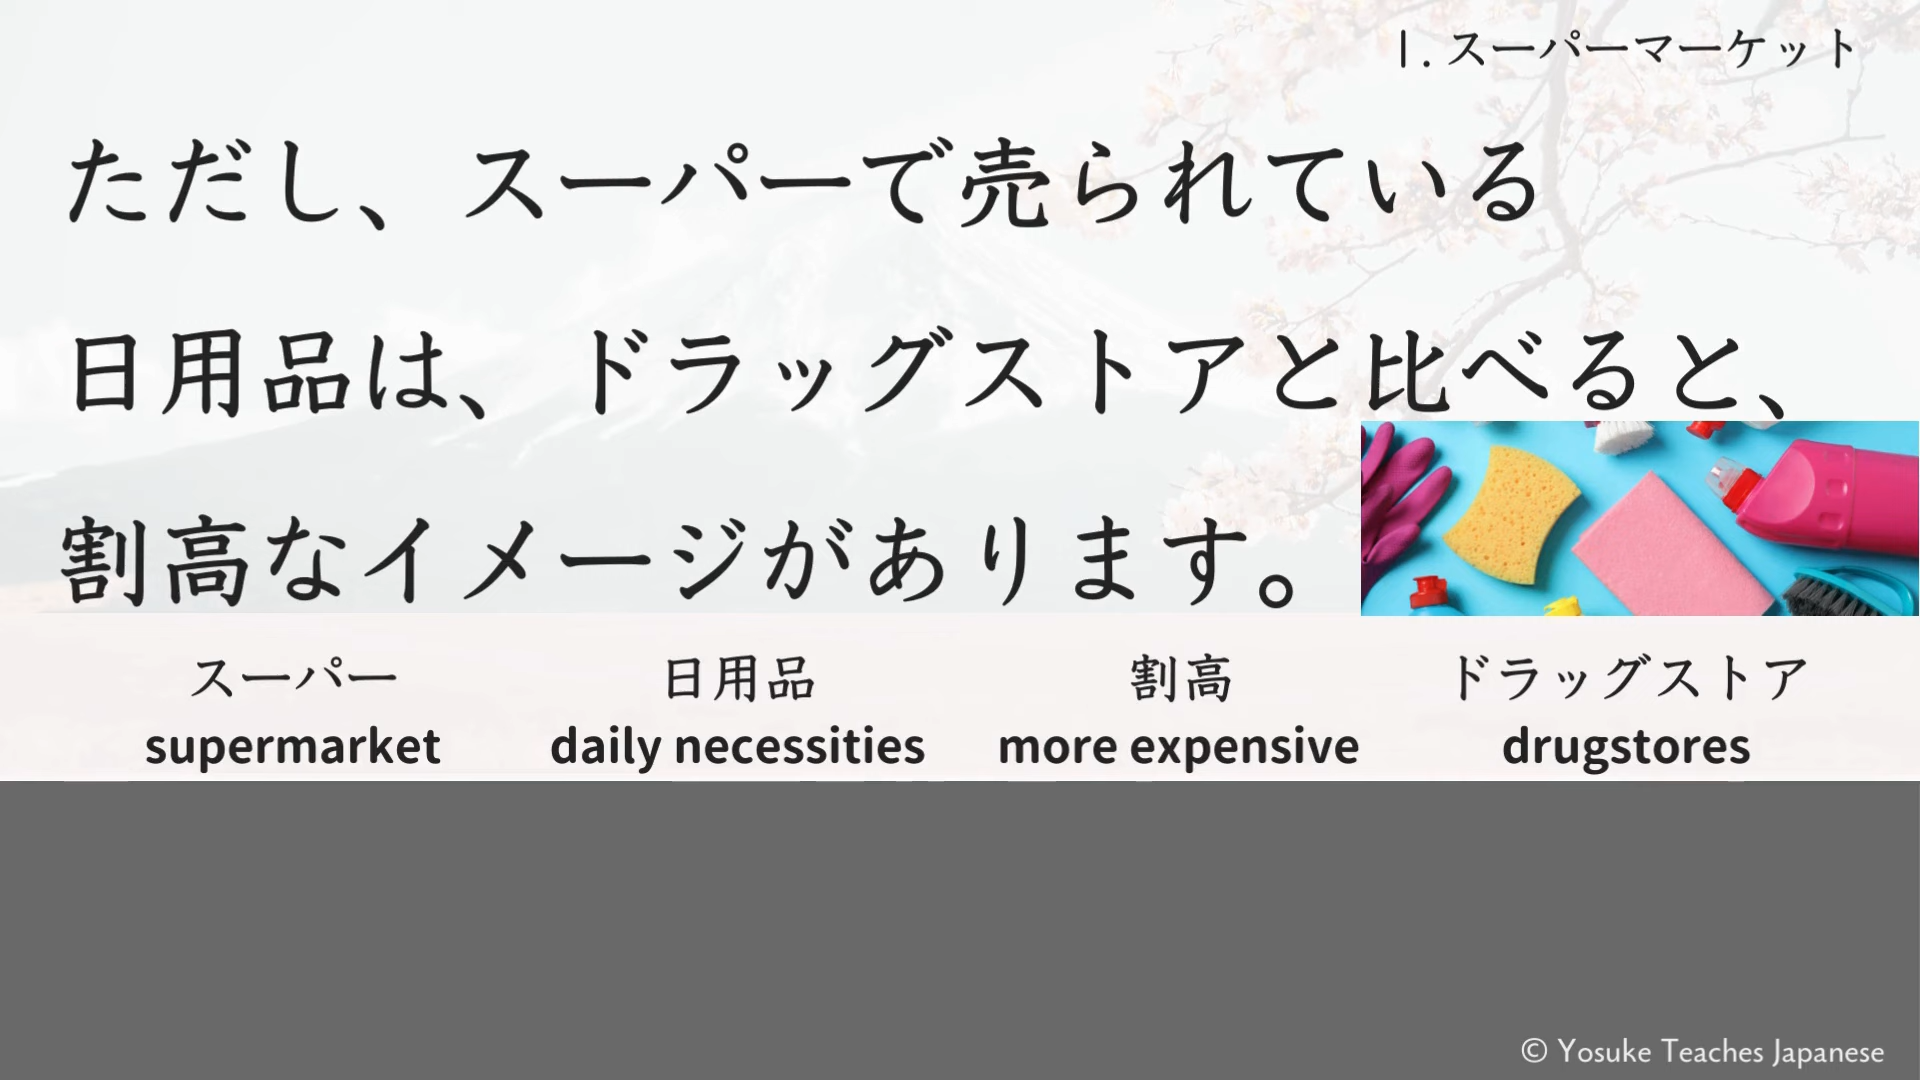 1. スーパーマーケット
ただし、スーパーで売られている
日用品は、ドラッグストアと比べると、
割高なイメージがあります。
スーパー 日用品 割高 ドラッグストア
supermarket daily necessities more expensive drugstores
© Yosuke Teaches Japanese